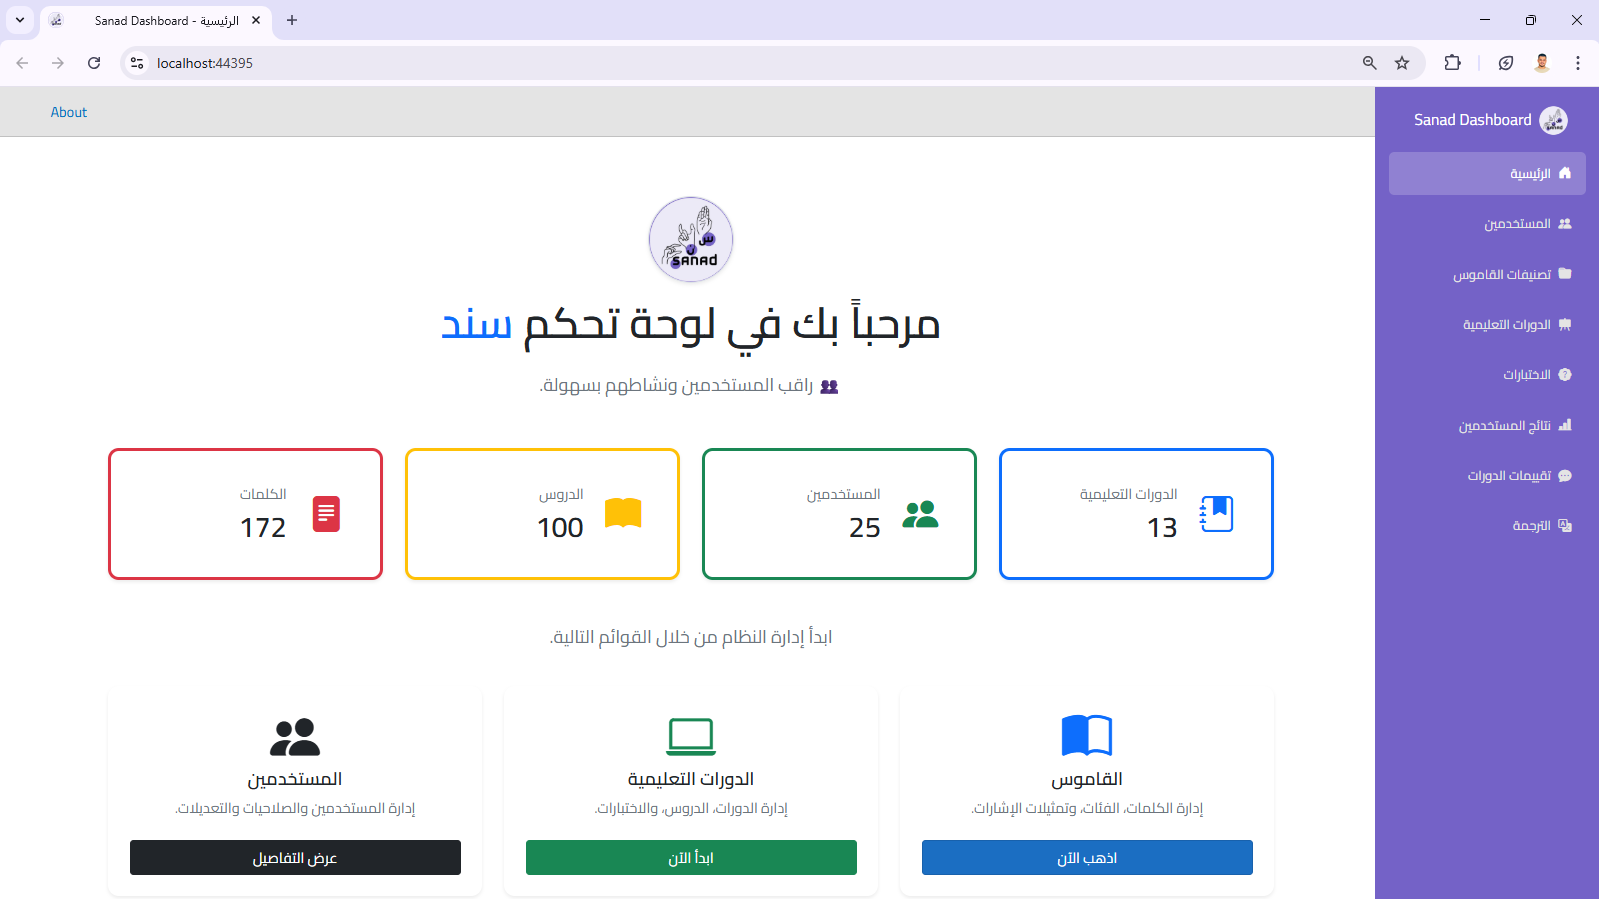 Sanad Dashboard - الرئيسية
localhost:44395
About
Sanad Dashboard
الرئيسية
المستخدمين
تصنيفات القاموس
الدورات التعليمية
الاختبارات
نتائج المستخدمين
تقييمات الدورات
الترجمة
س
ن
SANAD
مرحباً بك في لوحة تحكم سند
راقب المستخدمين ونشاطهم بسهولة.
الدورات التعليمية
13
المستخدمين
25
الدروس
100
الكلمات
172
ابدأ إدارة النظام من خلال القوائم التالية.
القاموس
إدارة الكلمات، الفئات، وتمثيلات الإشارات.
اذهب الآن
الدورات التعليمية
إدارة الدورات، الدروس، والاختبارات.
ابدأ الآن
المستخدمين
إدارة المستخدمين والصلاحيات والتعديلات.
عرض التفاصيل